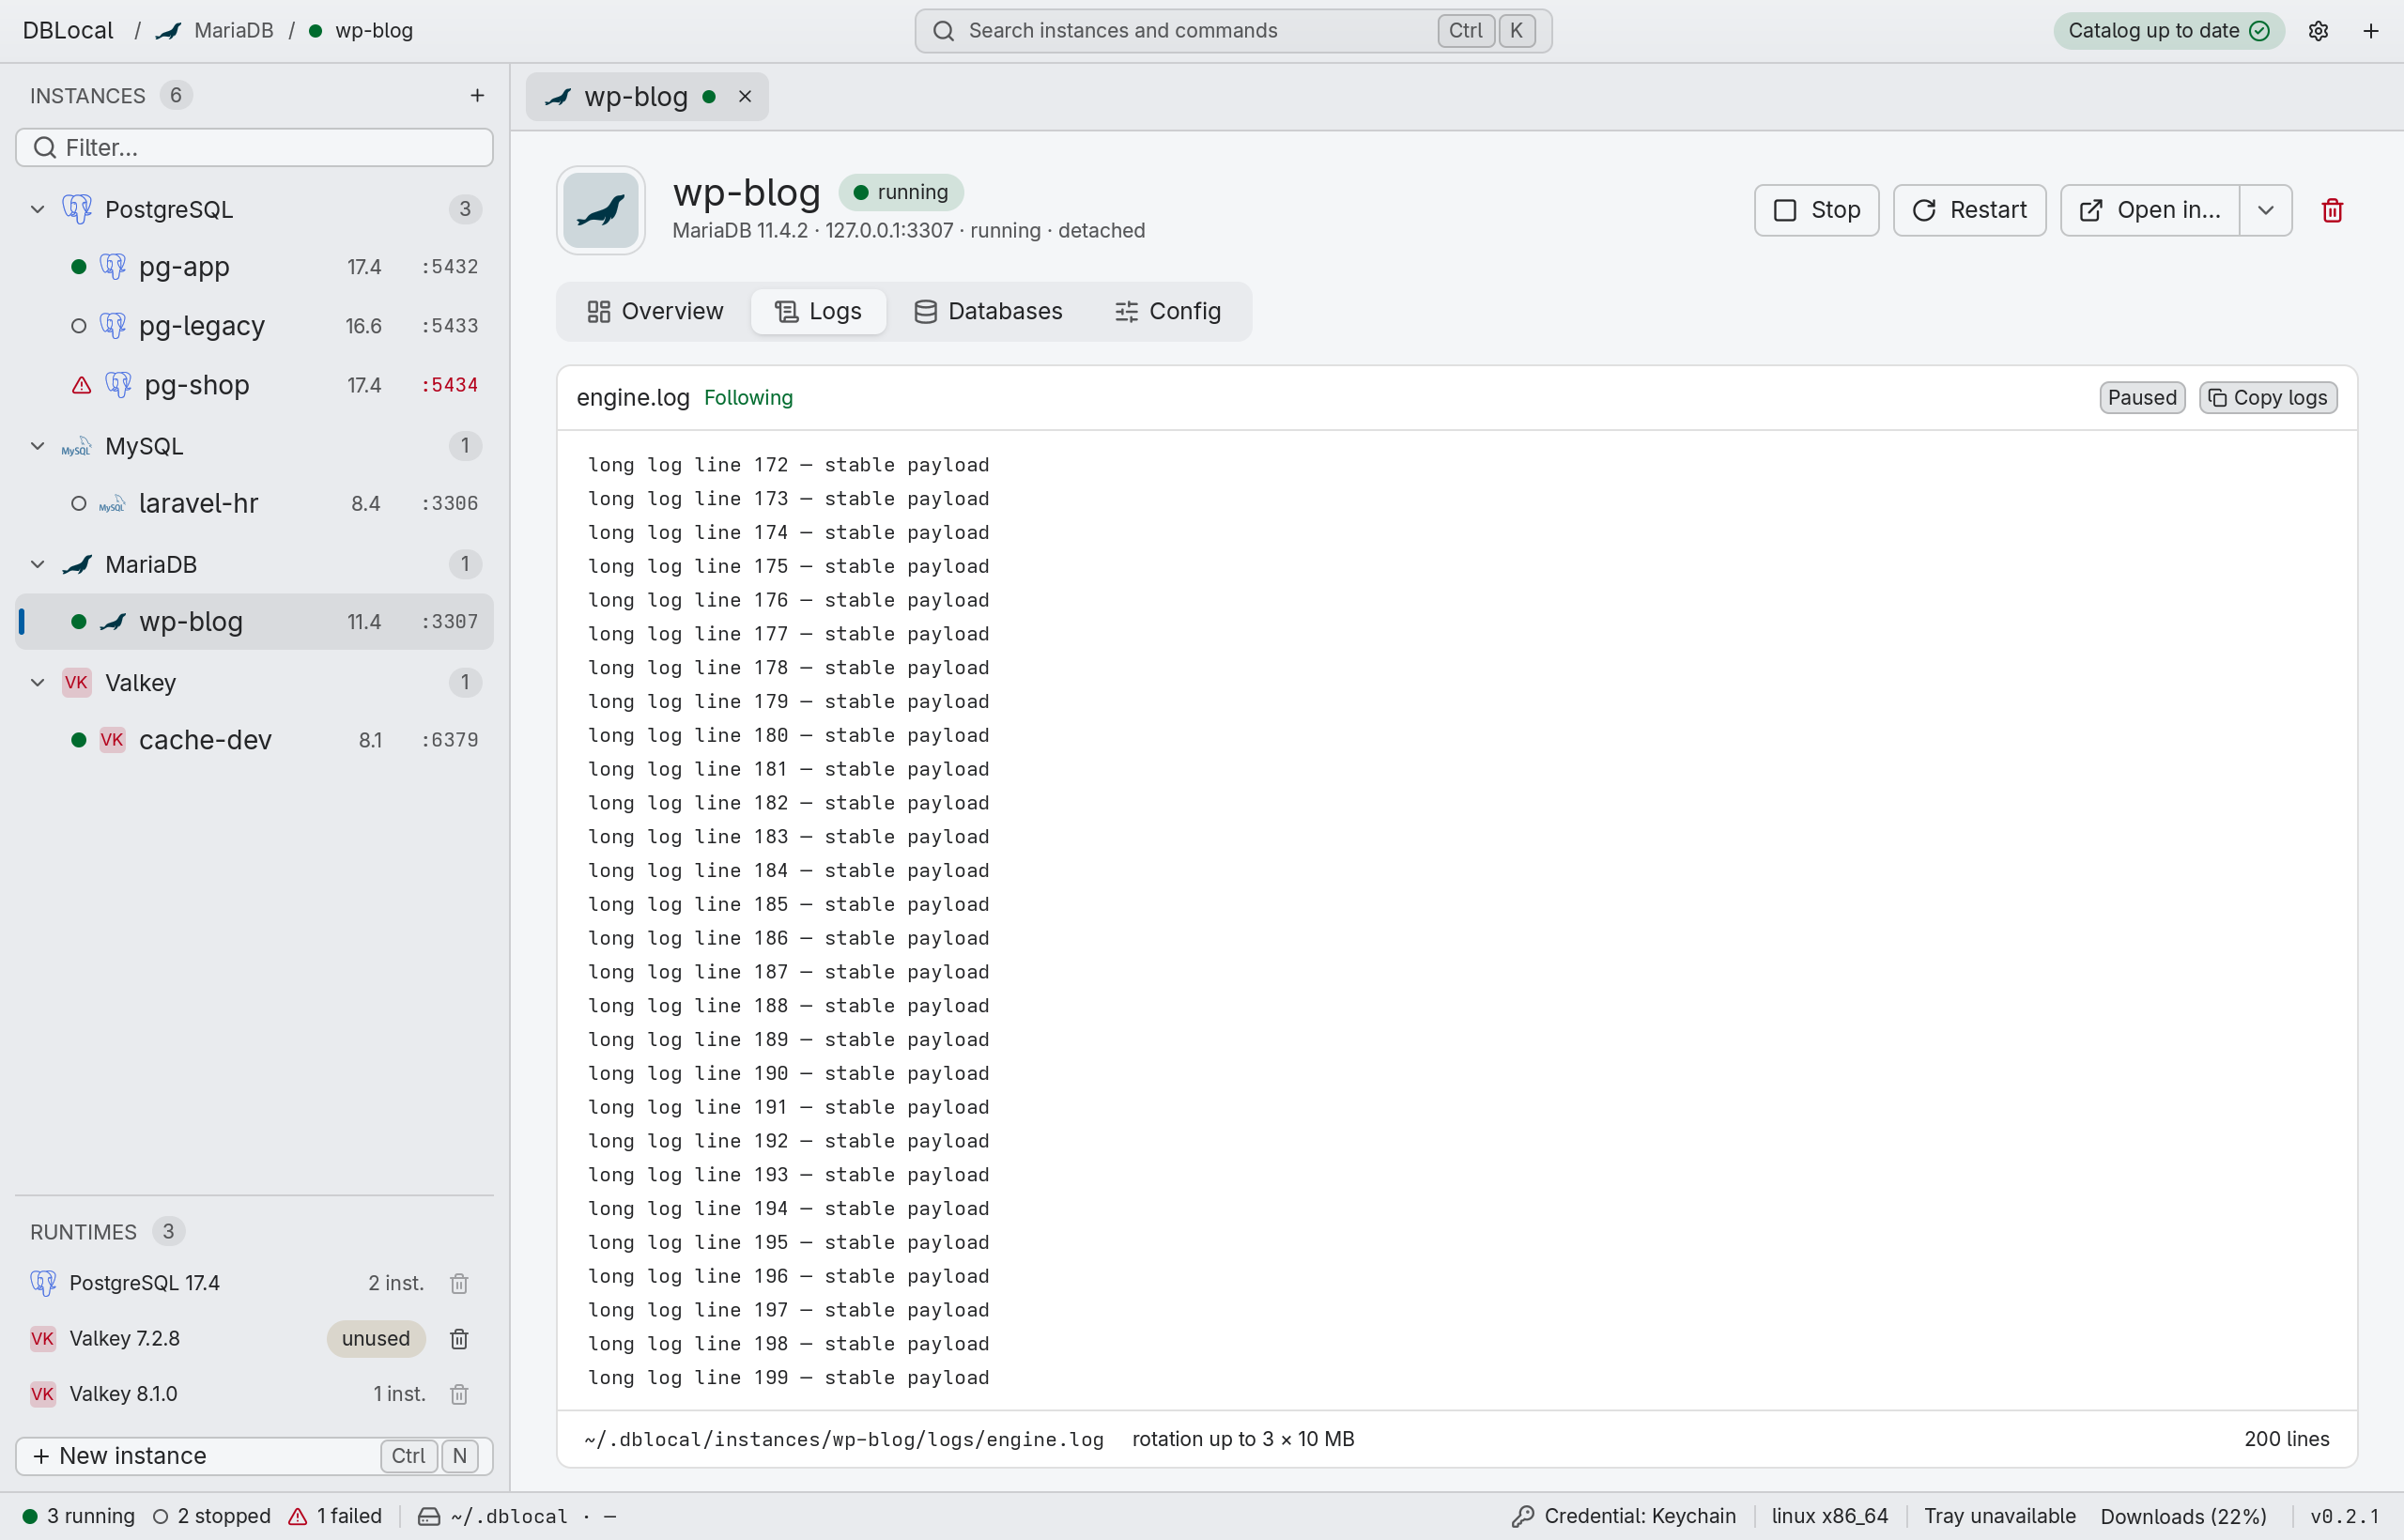 DBLocal / MariaDB / wp-blog
Search instances and commands Ctrl K
Catalog up to date
INSTANCES 6
Filter...
PostgreSQL 3
pg-app 17.4 :5432
pg-legacy 16.6 :5433
pg-shop 17.4 :5434
MySQL MySQL 1
MySQL laravel-hr 8.4 :3306
MariaDB 1
wp-blog 11.4 :3307
VK Valkey 1
VK cache-dev 8.1 :6379
RUNTIMES 3
PostgreSQL 17.4 2 inst.
VK Valkey 7.2.8 unused
VK Valkey 8.1.0 1 inst.
New instance Ctrl N
wp-blog
wp-blog running
MariaDB 11.4.2 · 127.0.0.1:3307 · running · detached
Stop Restart Open in...
Overview Logs Databases Config
engine.log Following Paused Copy logs
long log line 172 — stable payload
long log line 173 — stable payload
long log line 174 — stable payload
long log line 175 — stable payload
long log line 176 — stable payload
long log line 177 — stable payload
long log line 178 — stable payload
long log line 179 — stable payload
long log line 180 — stable payload
long log line 181 — stable payload
long log line 182 — stable payload
long log line 183 — stable payload
long log line 184 — stable payload
long log line 185 — stable payload
long log line 186 — stable payload
long log line 187 — stable payload
long log line 188 — stable payload
long log line 189 — stable payload
long log line 190 — stable payload
long log line 191 — stable payload
long log line 192 — stable payload
long log line 193 — stable payload
long log line 194 — stable payload
long log line 195 — stable payload
long log line 196 — stable payload
long log line 197 — stable payload
long log line 198 — stable payload
long log line 199 — stable payload
~/.dblocal/instances/wp-blog/logs/engine.log rotation up to 3 × 10 MB 200 lines
3 running 2 stopped 1 failed ~/.dblocal · — Credential: Keychain linux x86_64 Tray unavailable Downloads (22%) v0.2.1